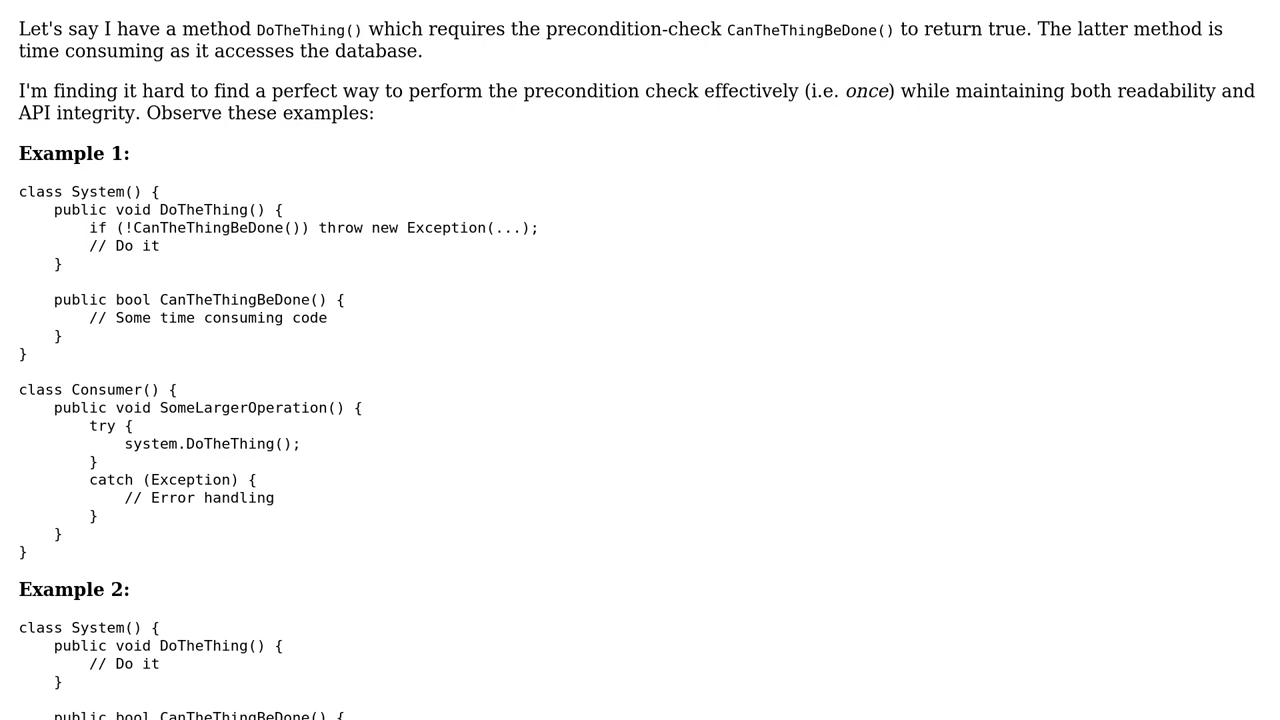 Let's say I have a method DoTheThing() which requires the precondition-check CanTheThingBeDone() to return true. The latter method is
time consuming as it accesses the database.
I'm finding it hard to find a perfect way to perform the precondition check effectively (i.e. once) while maintaining both readability and
API integrity. Observe these examples:
Example 1:
class System() {
    public void DoTheThing() {
        if (!CanTheThingBeDone()) throw new Exception(...);
        // Do it
    }

    public bool CanTheThingBeDone() {
        // Some time consuming code
    }
}

class Consumer() {
    public void SomeLargerOperation() {
        try {
            system.DoTheThing();
        }
        catch (Exception) {
            // Error handling
        }
    }
}
Example 2:
class System() {
    public void DoTheThing() {
        // Do it
    }

    public bool CanTheThingBeDone() {